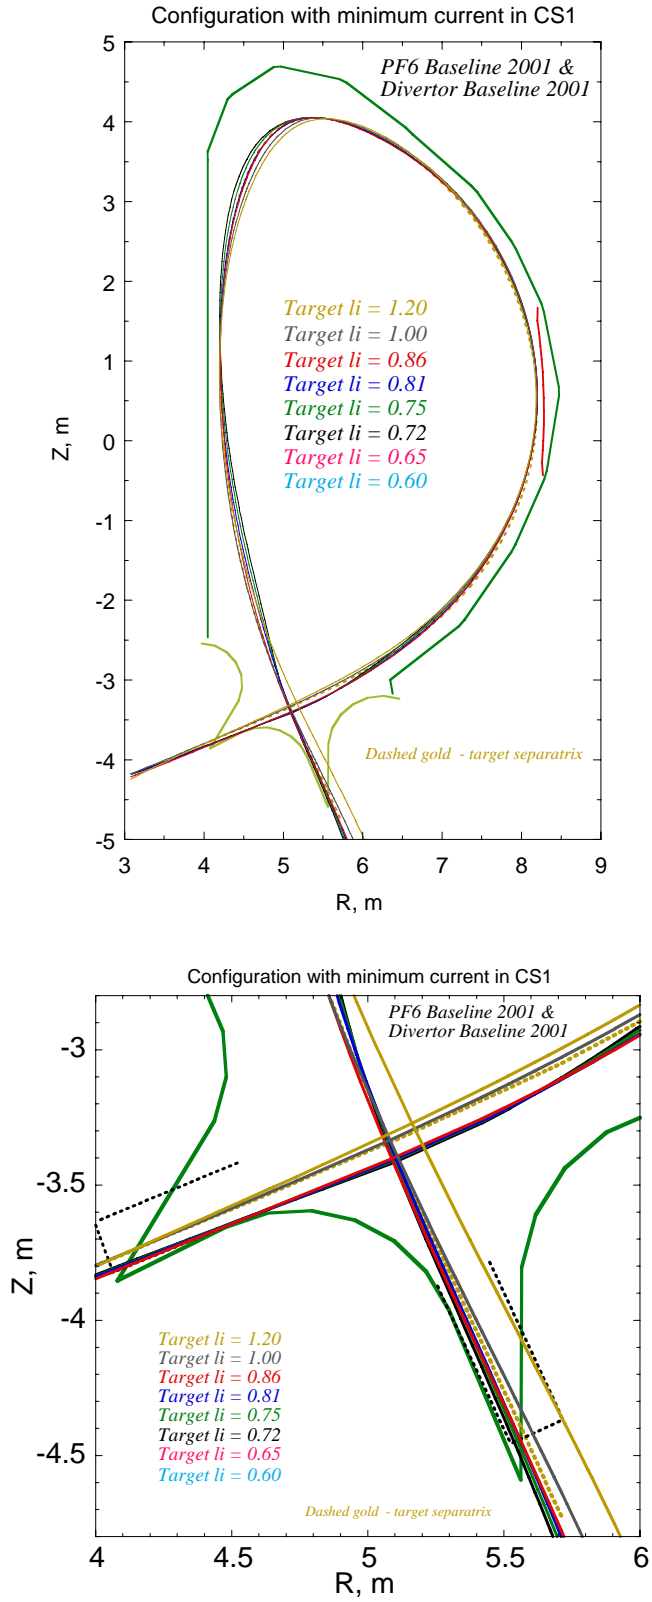 Configuration with minimum current in CS1
PF6 Baseline 2001 &
Divertor Baseline 2001
5
4
3
2
1
0
-1
-2
-3
-4
-5
Z, m
Target li = 1.20
Target li = 1.00
Target li = 0.86
Target li = 0.81
Target li = 0.75
Target li = 0.72
Target li = 0.65
Target li = 0.60
Dashed gold - target separatrix
3 4 5 6 7 8 9
R, m
Configuration with minimum current in CS1
PF6 Baseline 2001 &
Divertor Baseline 2001
-3
-3.5
-4
-4.5
Z, m
Target li = 1.20
Target li = 1.00
Target li = 0.86
Target li = 0.81
Target li = 0.75
Target li = 0.72
Target li = 0.65
Target li = 0.60
Dashed gold - target separatrix
4 4.5 5 5.5 6
R, m